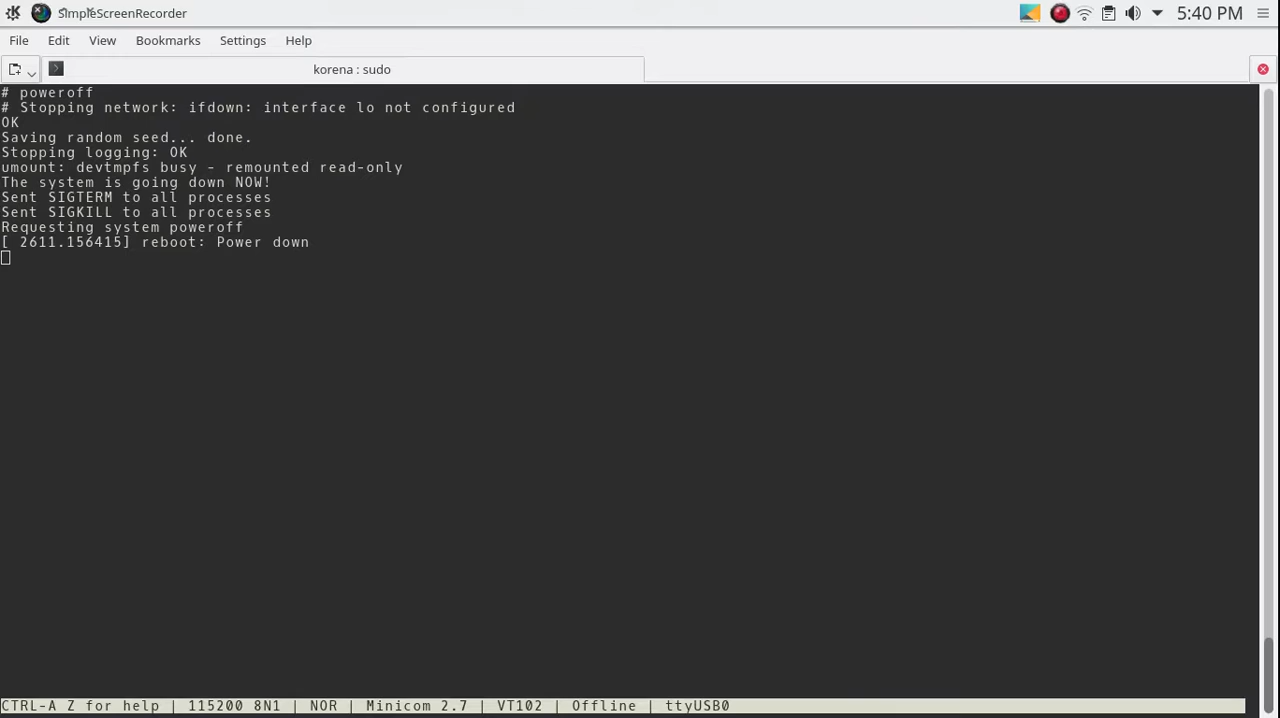 SimpleScreenRecorder
5:40 PM
File Edit View Bookmarks Settings Help
korena : sudo
# poweroff
# Stopping network: ifdown: interface lo not configured
OK
Saving random seed... done.
Stopping logging: OK
umount: devtmpfs busy - remounted read-only
The system is going down NOW!
Sent SIGTERM to all processes
Sent SIGKILL to all processes
Requesting system poweroff
[ 2611.156415] reboot: Power down
CTRL-A Z for help | 115200 8N1 | NOR | Minicom 2.7 | VT102 | Offline | ttyUSB0